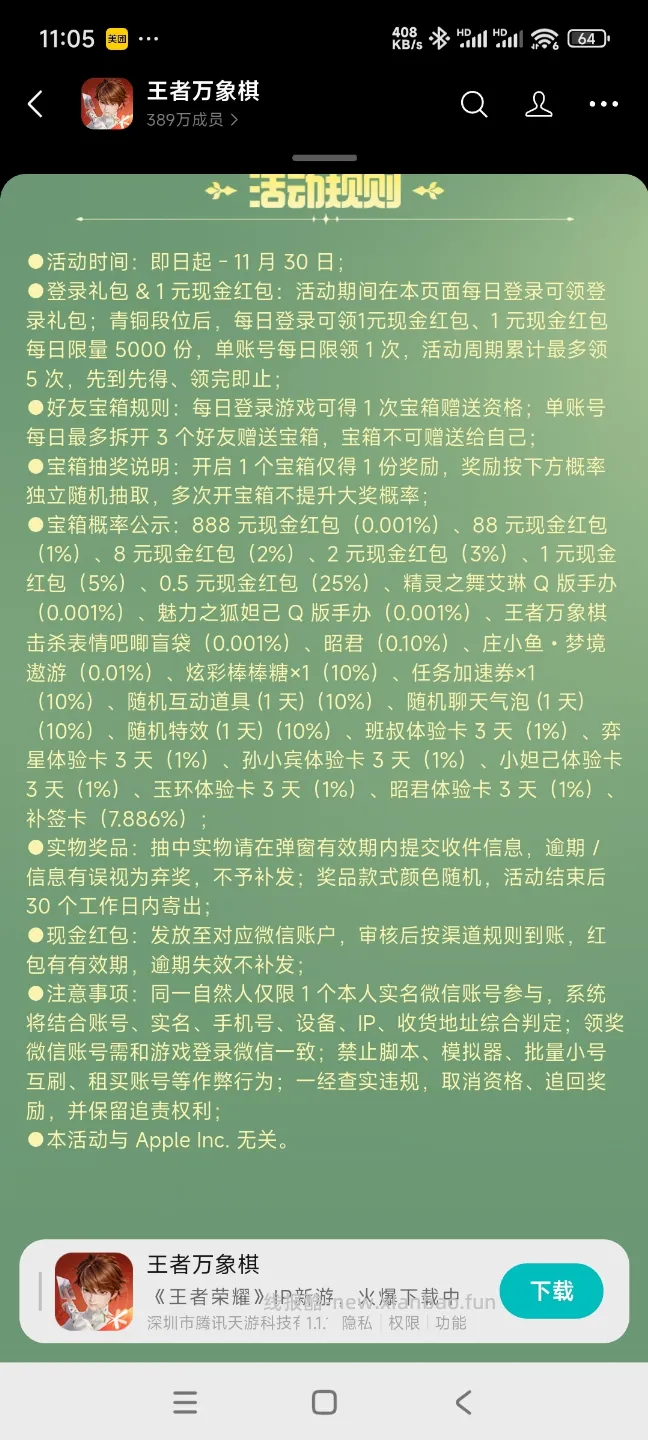 11:05 美团 ···
408 KB/s HD HD 6 64
王者万象棋
389万成员 >
活动规则
●活动时间：即日起 - 11 月 30 日；
●登录礼包 & 1 元现金红包：活动期间在本页面每日登录可领登
录礼包；青铜段位后，每日登录可领1元现金红包、1 元现金红包
每日限量 5000 份，单账号每日限领 1 次，活动周期累计最多领
5 次，先到先得、领完即止；
●好友宝箱规则：每日登录游戏可得 1 次宝箱赠送资格；单账号
每日最多拆开 3 个好友赠送宝箱，宝箱不可赠送给自己；
●宝箱抽奖说明：开启 1 个宝箱仅得 1 份奖励，奖励按下方概率
独立随机抽取，多次开宝箱不提升大奖概率；
●宝箱概率公示：888 元现金红包（0.001%）、88 元现金红包
（1%）、8 元现金红包（2%）、2 元现金红包（3%）、1 元现金
红包（5%）、0.5 元现金红包（25%）、精灵之舞艾琳 Q 版手办
（0.001%）、魅力之狐妲己 Q 版手办（0.001%）、王者万象棋
击杀表情吧唧盲袋（0.001%）、昭君（0.10%）、庄小鱼·梦境
遨游（0.01%）、炫彩棒棒糖×1（10%）、任务加速券×1
（10%）、随机互动道具 (1 天)（10%）、随机聊天气泡 (1 天)
（10%）、随机特效 (1 天)（10%）、班叔体验卡 3 天（1%）、弈
星体验卡 3 天（1%）、孙小宾体验卡 3 天（1%）、小妲己体验卡
3 天（1%）、玉环体验卡 3 天（1%）、昭君体验卡 3 天（1%）、
补签卡（7.886%）；
●实物奖品：抽中实物请在弹窗有效期内提交收件信息，逾期 /
信息有误视为弃奖，不予补发；奖品款式颜色随机，活动结束后
30 个工作日内寄出；
●现金红包：发放至对应微信账户，审核后按渠道规则到账，红
包有有效期，逾期失效不补发；
●注意事项：同一自然人仅限 1 个本人实名微信账号参与，系统
将结合账号、实名、手机号、设备、IP、收货地址综合判定；领奖
微信账号需和游戏登录微信一致；禁止脚本、模拟器、批量小号
互刷、租买账号等作弊行为；一经查实违规，取消资格、追回奖
励，并保留追责权利；
●本活动与 Apple Inc. 无关。
王者万象棋
《王者荣耀》IP新游 火爆下载中
下载
new.xianbao.fun
深圳市腾讯天游科技 1.1. 隐私 | 权限 | 功能